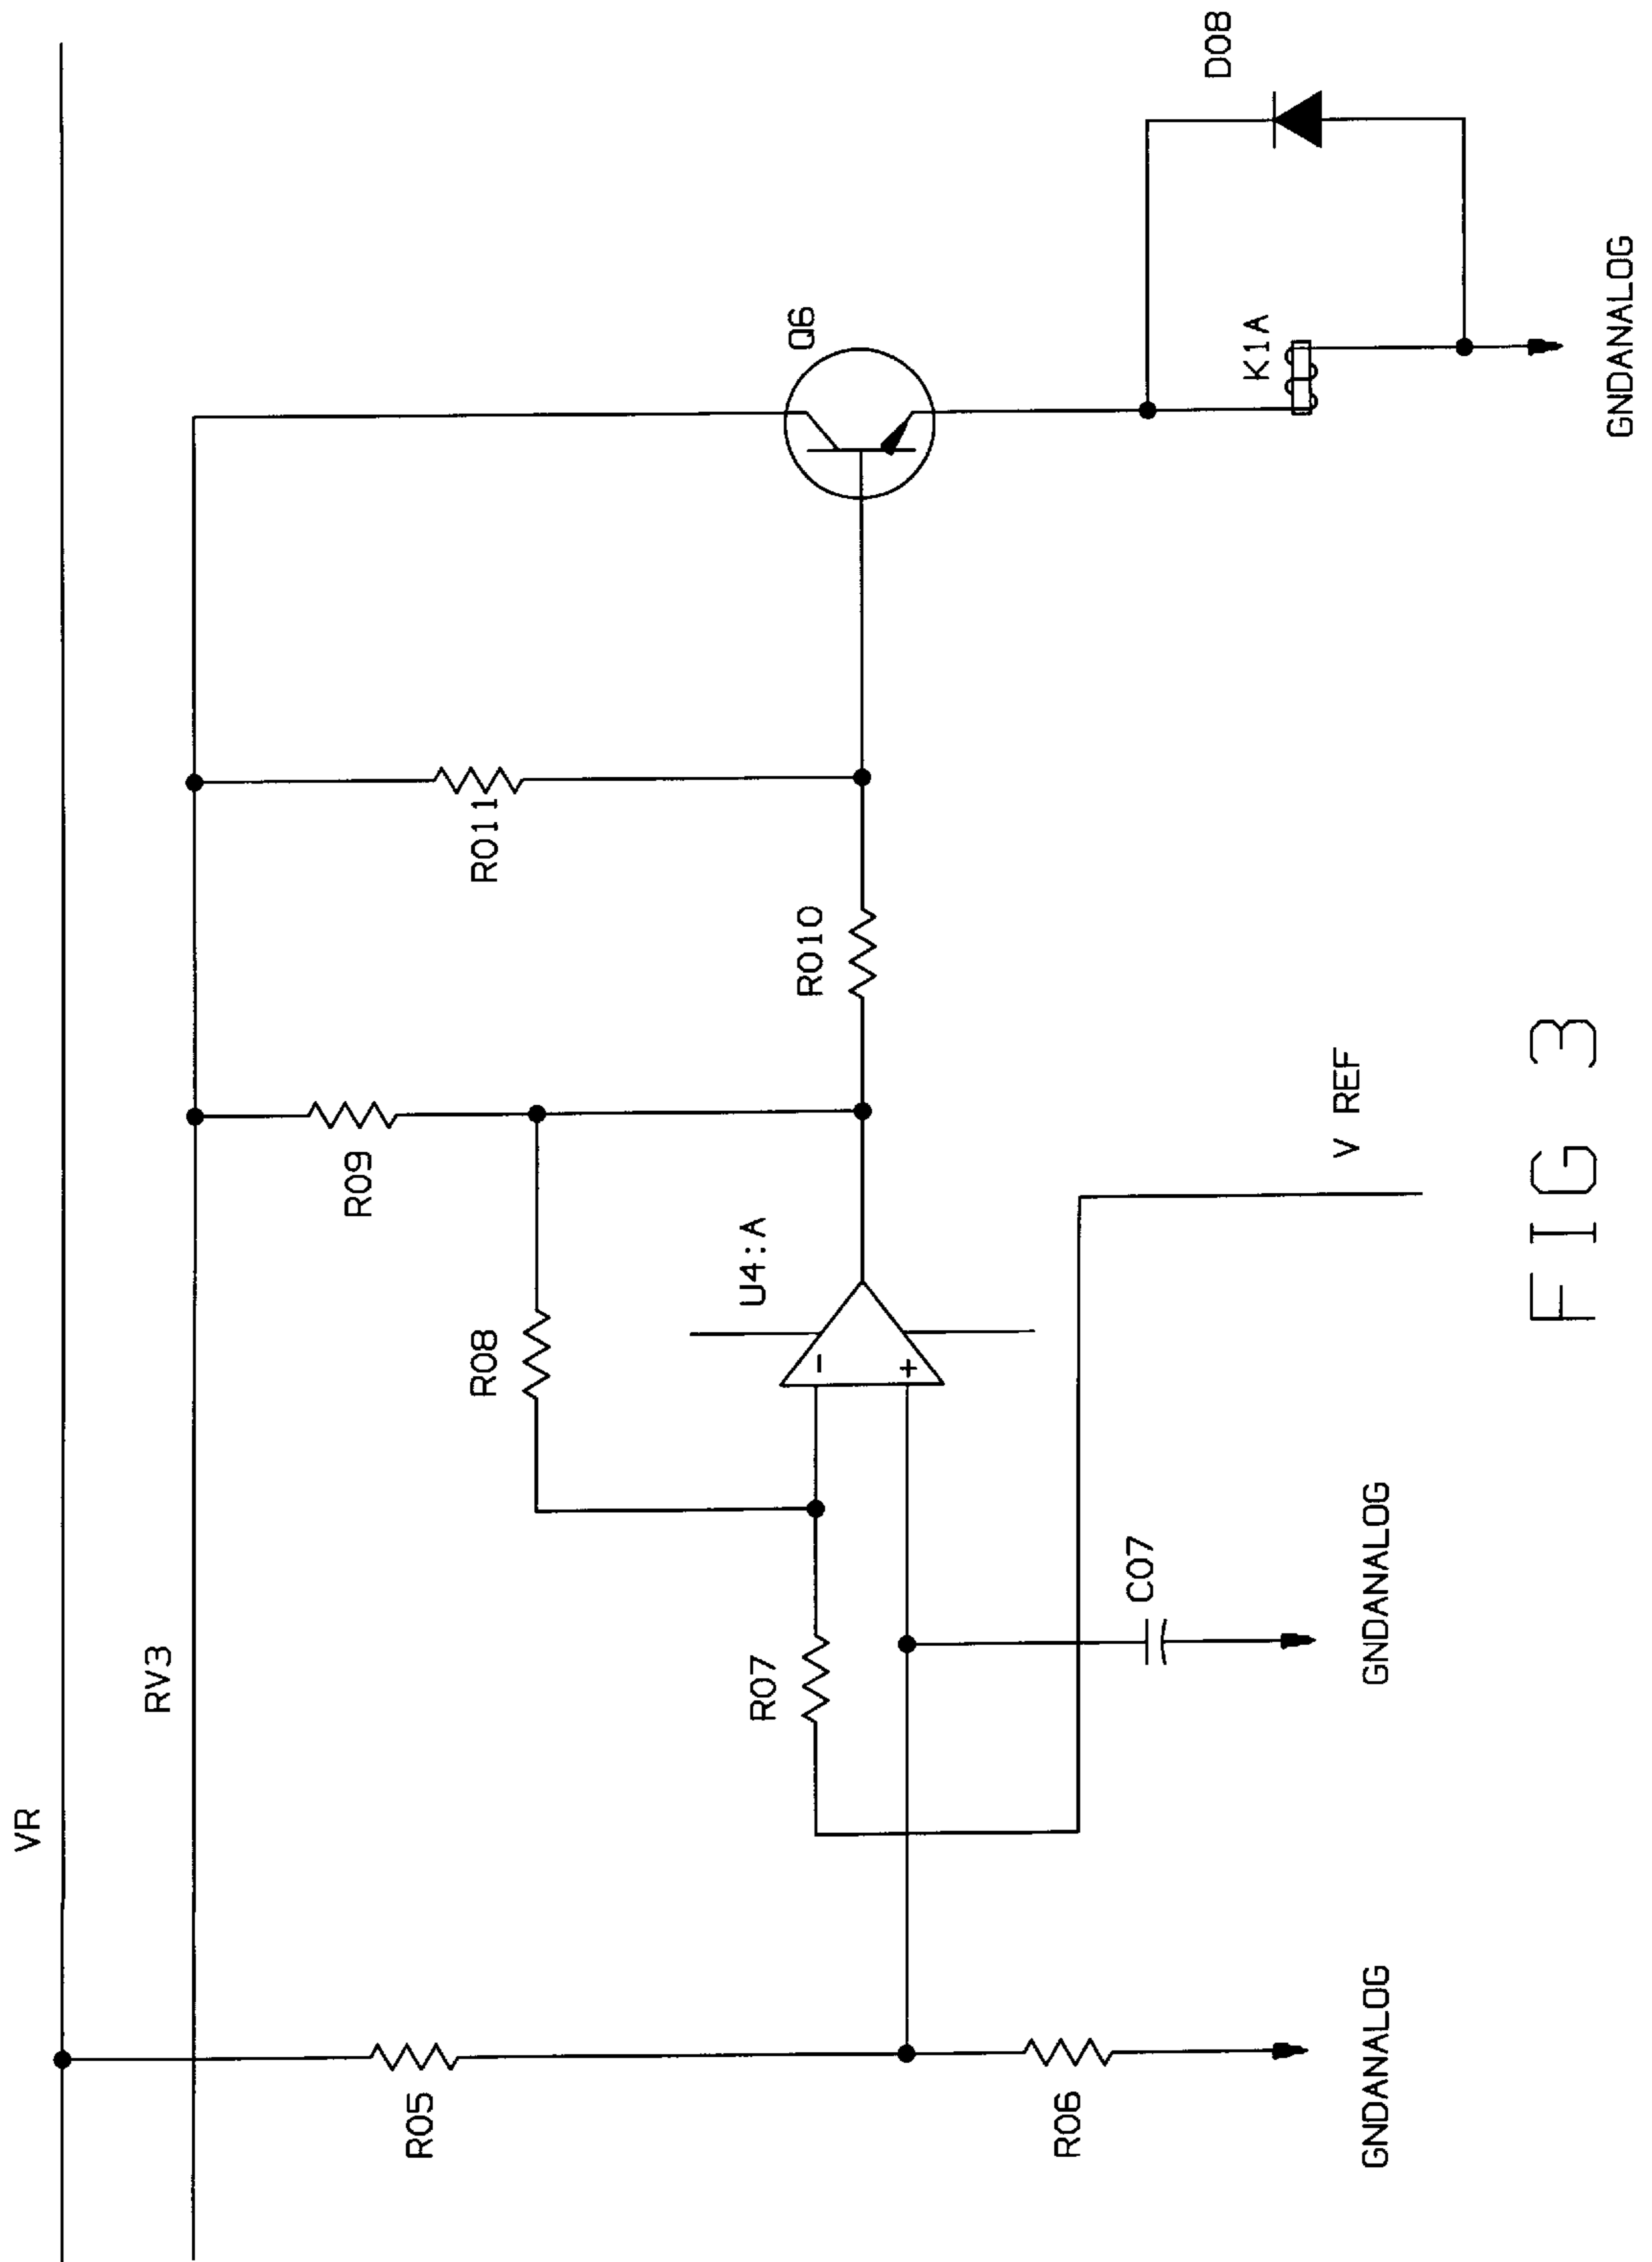 VR
RV3
R05
R06
GNDANALOG
R07
C07
GNDANALOG
R08
U4:A
-
+
R09
V REF
R010
R011
Q6
K1A
D08
GNDANALOG
FIG 3